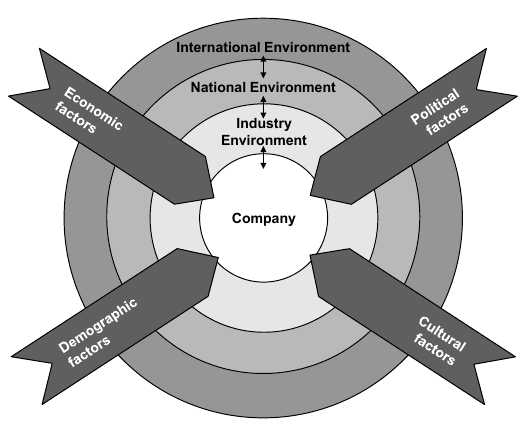 International Environment
National Environment
Industry
Environment
Company
Economic
factors
Political
factors
Demographic
factors
Cultural
factors